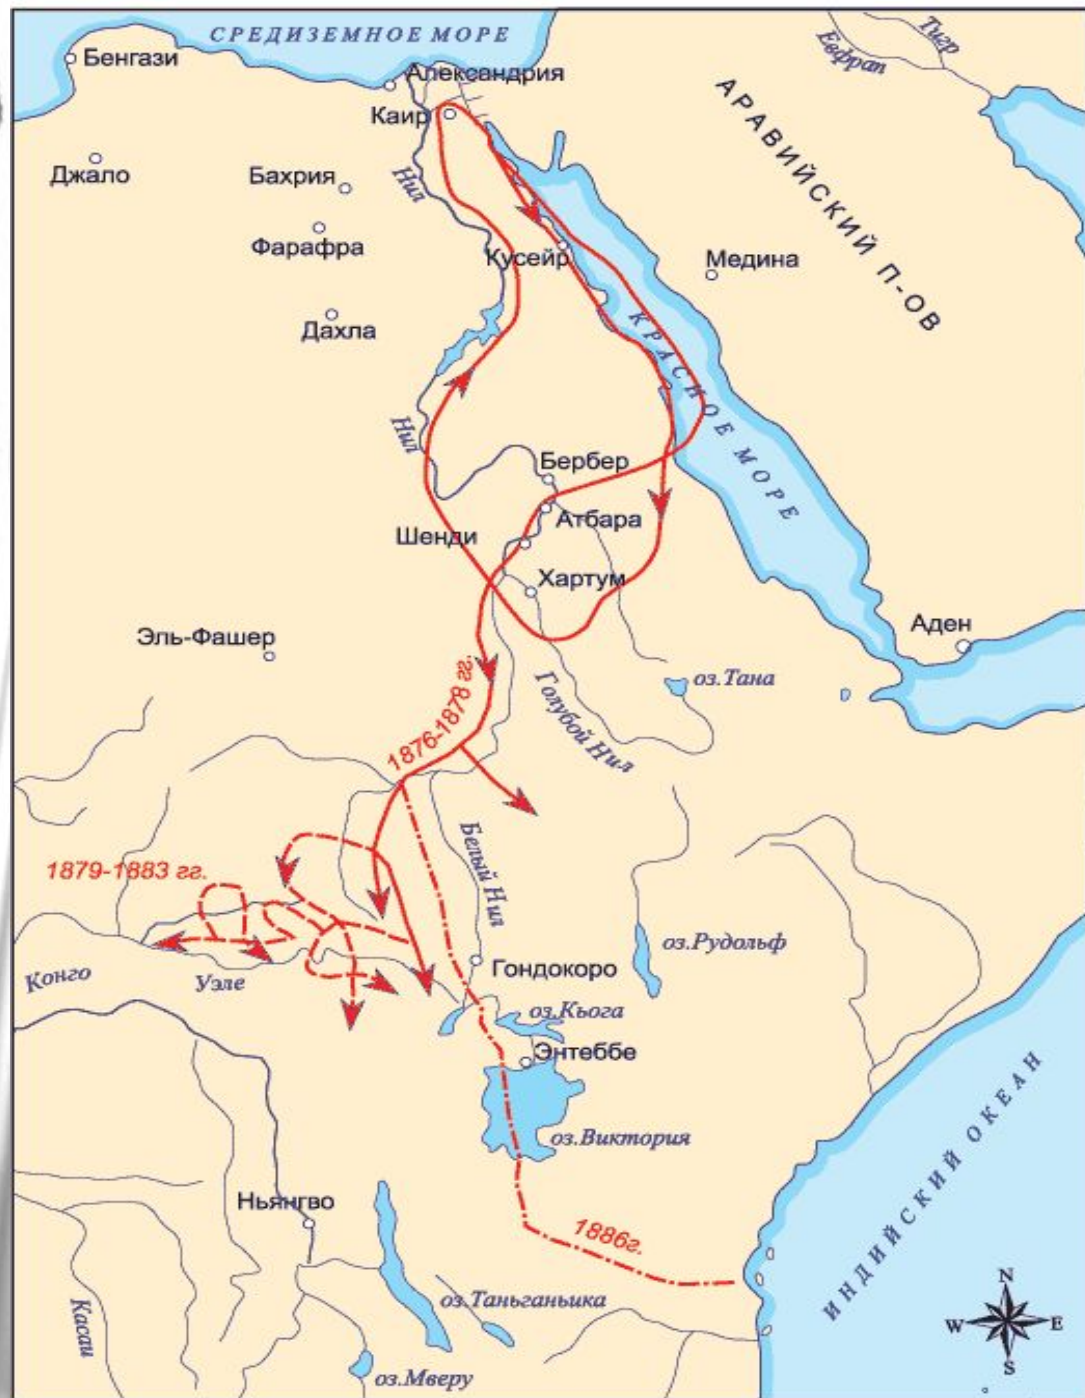 СРЕДИЗЕМНОЕ МОРЕ
Тигр
Евфрат
Бенгази
Александрия
Каир
АРАВИЙСКИЙ П-ОВ
Джало
Бахрия
Нил
Фарафра
Кусейр
Медина
Дахла
КРАСНОЕ МОРЕ
Нил
Бербер
Атбара
Шенди
Хартум
Эль-Фашер
Аден
оз.Тана
Голубой Нил
1876-1878 гг.
Белый Нил
1879-1883 гг.
оз.Рудольф
Конго
Уэле
Гондокоро
оз.Кьога
Энтеббе
оз.Виктория
ИНДИЙСКИЙ ОКЕАН
Ньянгво
1886г.
Касаи
оз.Таньганьика
оз.Мверу
N
W E
S